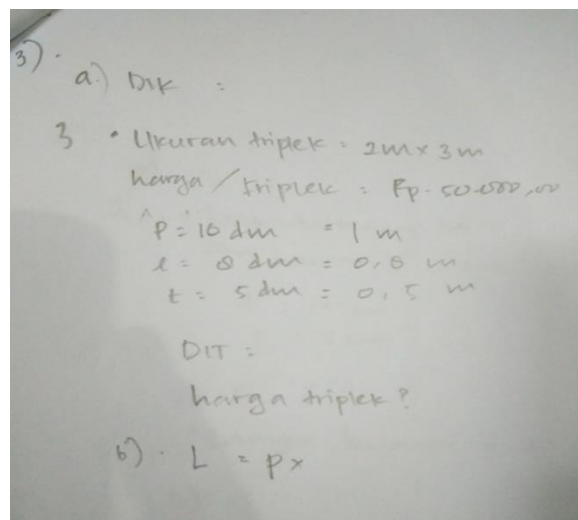 3).
a.) DIK :
3 • Ukuran triplek : 2m x 3m
harga / triplek : Rp. 50.000,00
P = 10 dm = 1 m
l = 8 dm = 0,8 m
t = 5 dm = 0,5 m
DIT :
harga triplek ?
b). L = px